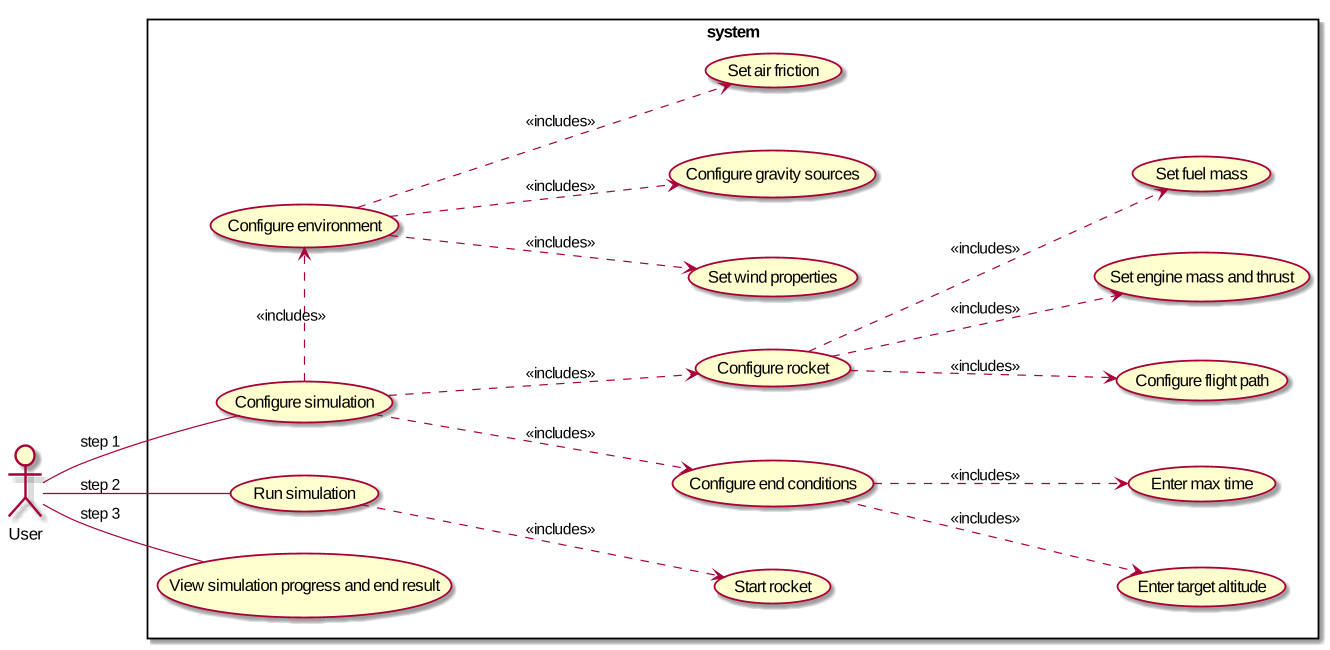 system
Set air friction
«includes»
Configure gravity sources
«includes»
Set fuel mass
Configure environment
«includes»
Set wind properties
«includes»
Set engine mass and thrust
«includes»
«includes»
Configure rocket
«includes»
«includes»
Configure flight path
Configure simulation
«includes»
step 1
Configure end conditions
«includes»
Enter max time
step 2
Run simulation
step 3
«includes»
«includes»
User
View simulation progress and end result
Start rocket
Enter target altitude